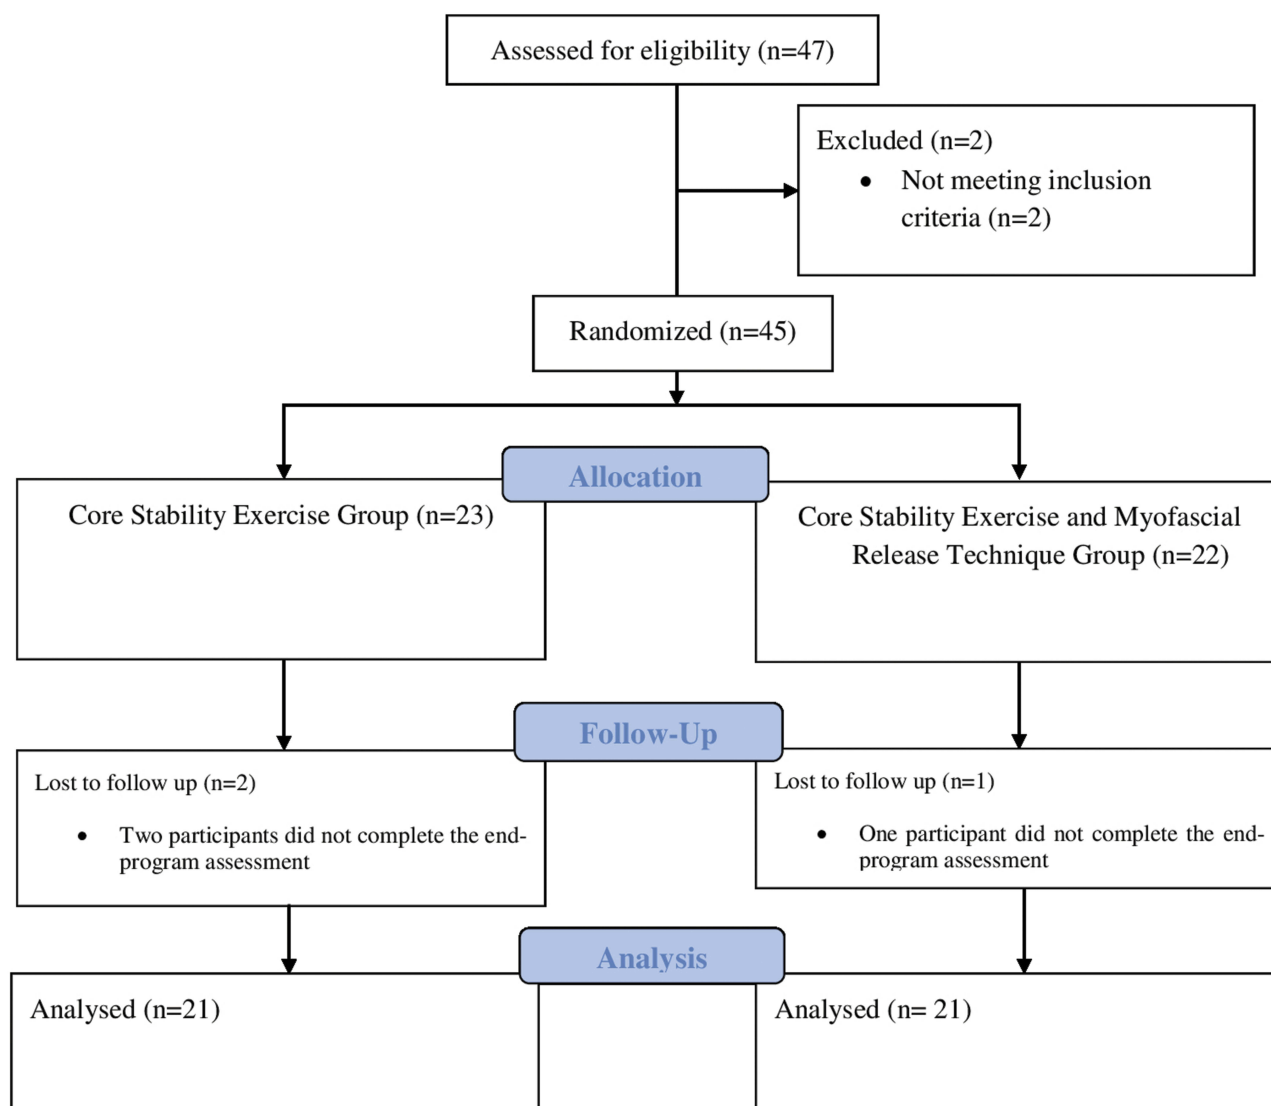 Assessed for eligibility (n=47)
Excluded (n=2)
• Not meeting inclusion
criteria (n=2)
Randomized (n=45)
Allocation
Core Stability Exercise Group (n=23)
Core Stability Exercise and Myofascial
Release Technique Group (n=22)
Follow-Up
Lost to follow up (n=2)
• Two participants did not complete the end-
program assessment
Lost to follow up (n=1)
• One participant did not complete the end-
program assessment
Analysis
Analysed (n=21)
Analysed (n= 21)